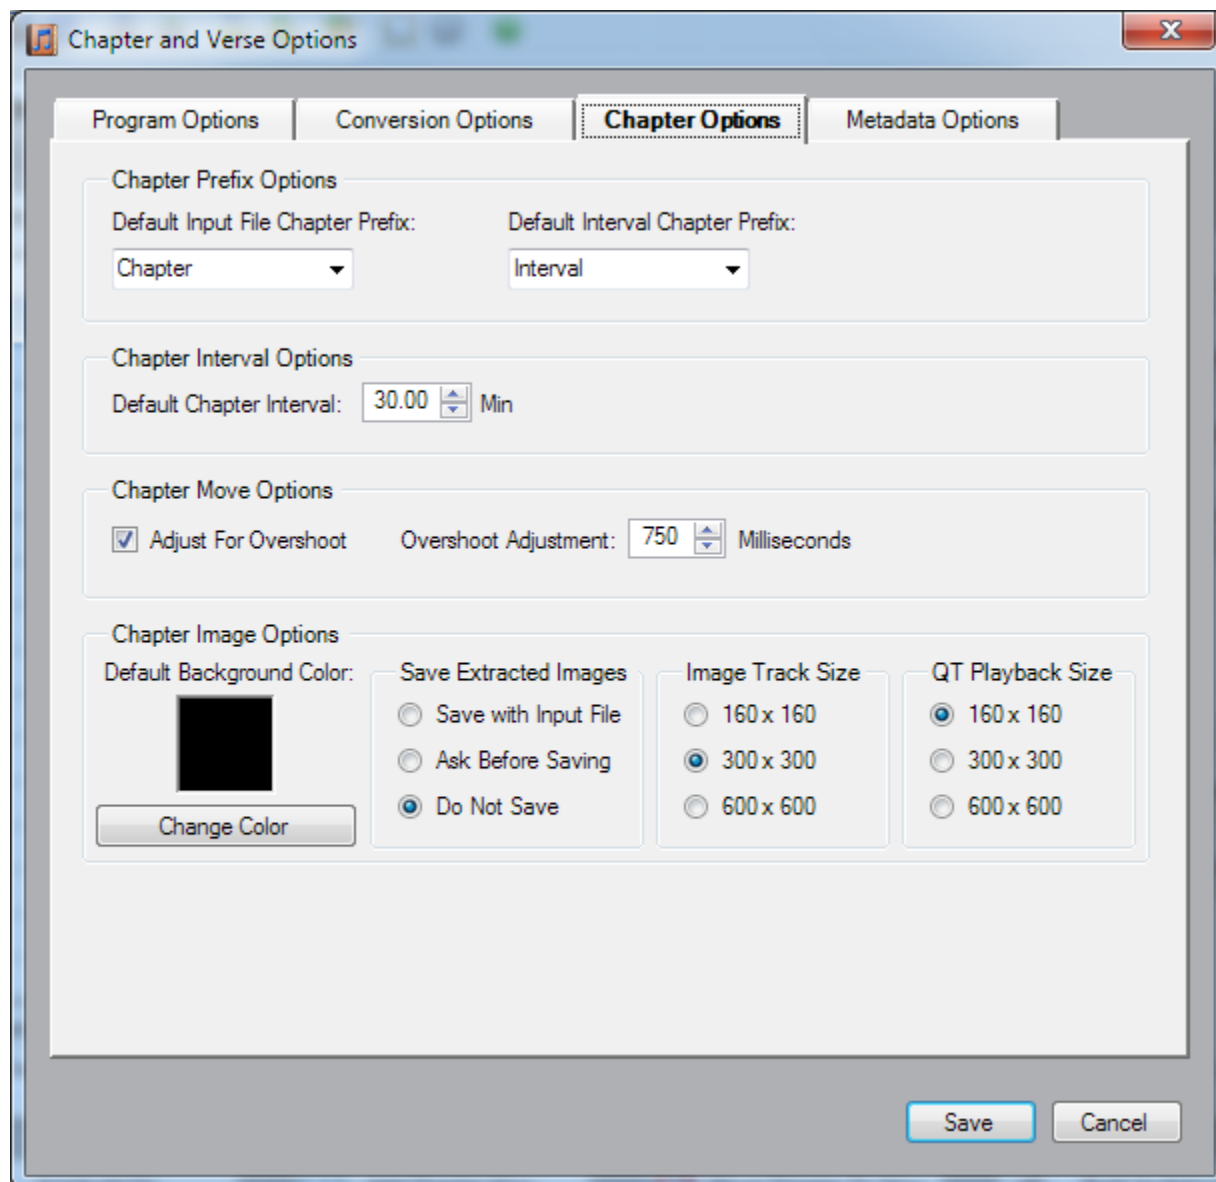 Chapter and Verse Options
Program Options Conversion Options Chapter Options Metadata Options
Chapter Prefix Options
Default Input File Chapter Prefix: Default Interval Chapter Prefix:
Chapter Interval
Chapter Interval Options
Default Chapter Interval: 30.00 Min
Chapter Move Options
Adjust For Overshoot Overshoot Adjustment: 750 Milliseconds
Chapter Image Options
Default Background Color: Save Extracted Images Image Track Size QT Playback Size
Save with Input File 160 x 160 160 x 160
Ask Before Saving 300 x 300 300 x 300
Do Not Save 600 x 600 600 x 600
Change Color
Save Cancel